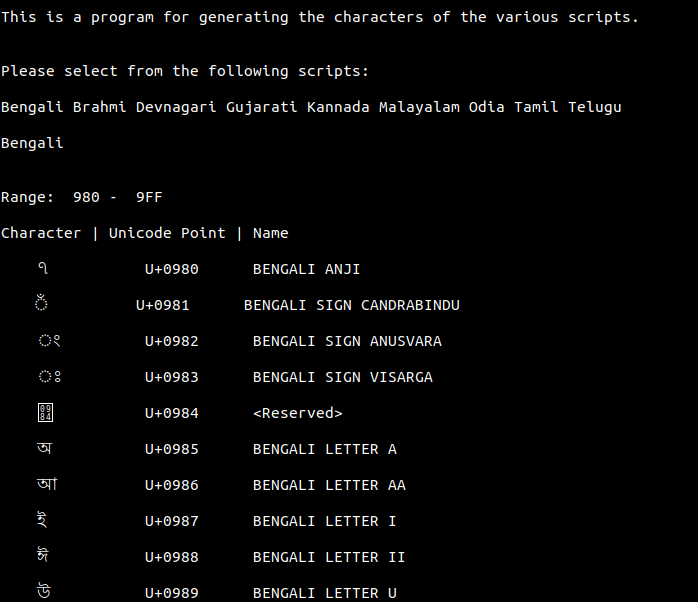 This is a program for generating the characters of the various scripts.
Please select from the following scripts:
Bengali Brahmi Devnagari Gujarati Kannada Malayalam Odia Tamil Telugu
Bengali
Range:  980 -  9FF
Character | Unicode Point | Name
ঀ U+0980 BENGALI ANJI
ঁ U+0981 BENGALI SIGN CANDRABINDU
ং U+0982 BENGALI SIGN ANUSVARA
ঃ U+0983 BENGALI SIGN VISARGA
঄ U+0984 <Reserved>
অ U+0985 BENGALI LETTER A
আ U+0986 BENGALI LETTER AA
ই U+0987 BENGALI LETTER I
ঈ U+0988 BENGALI LETTER II
উ U+0989 BENGALI LETTER U